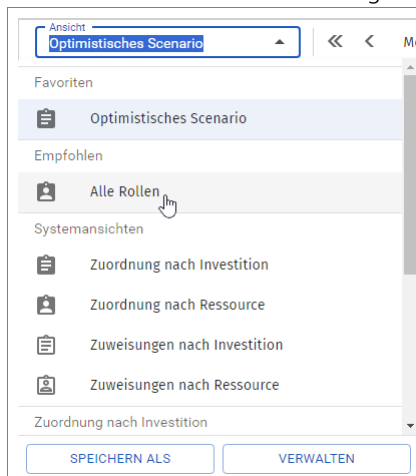 Ansicht
Optimistisches Scenario
Favoriten
Optimistisches Scenario
Empfohlen
Alle Rollen
Systemansichten
Zuordnung nach Investition
Zuordnung nach Ressource
Zuweisungen nach Investition
Zuweisungen nach Ressource
Zuordnung nach Investition
SPEICHERN ALS
VERWALTEN